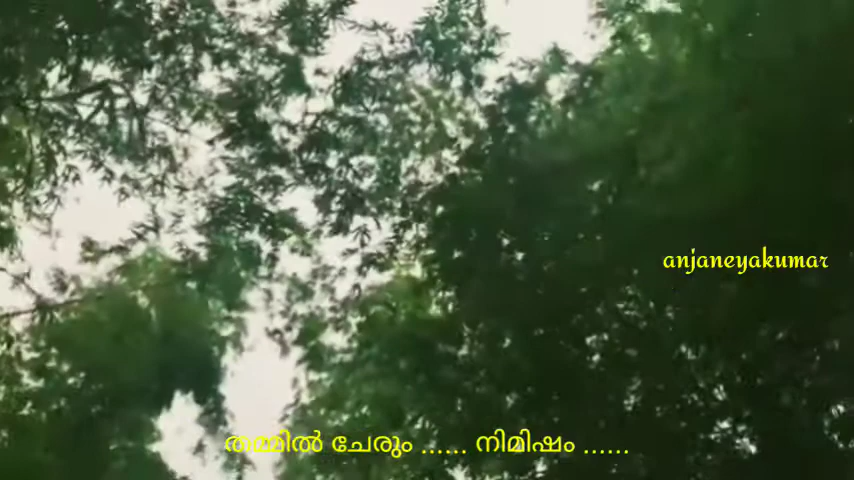 anjaneyakumar
തമ്മിൽ ചേരും ...... നിമിഷം ......